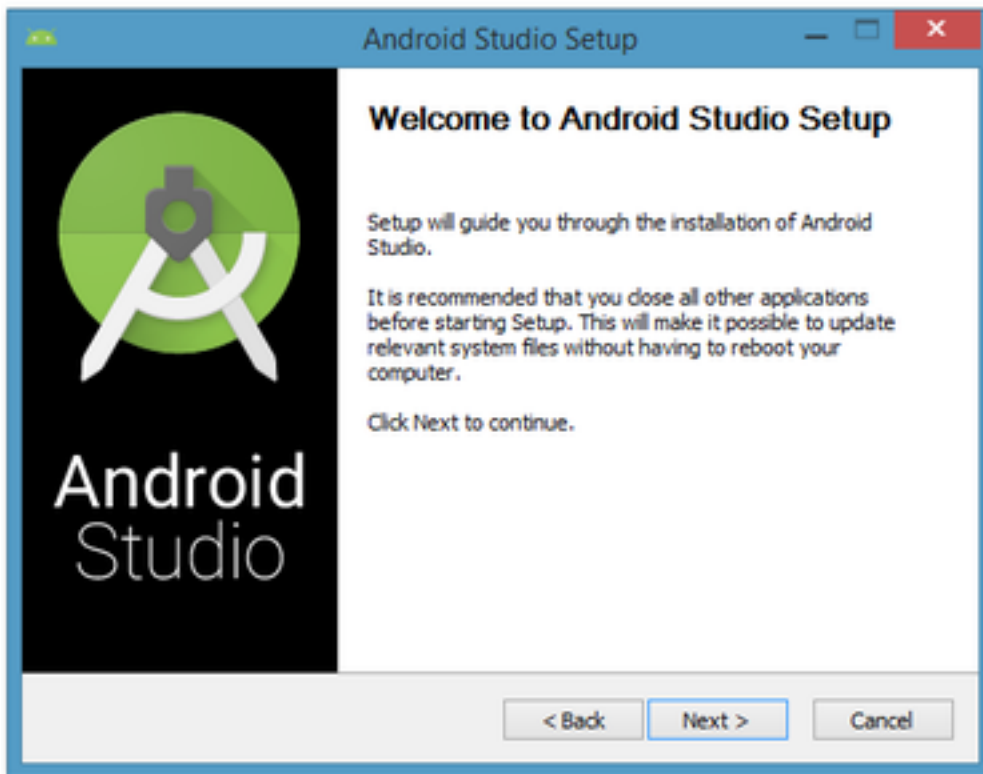 Android Studio Setup
Welcome to Android Studio Setup
Setup will guide you through the installation of Android
Studio.
It is recommended that you close all other applications
before starting Setup. This will make it possible to update
relevant system files without having to reboot your
computer.
Click Next to continue.
Android
Studio
< Back
Next >
Cancel